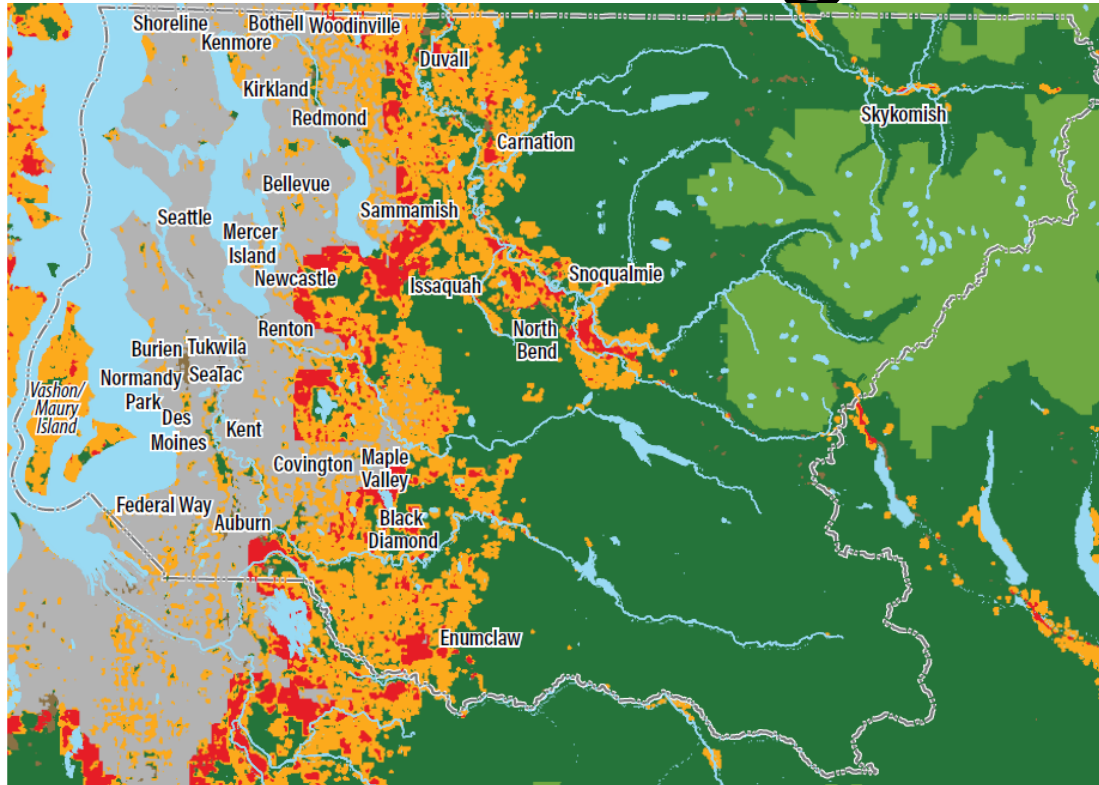 Shoreline
Bothell
Woodinville
Kenmore
Duvall
Kirkland
Redmond
Skykomish
Carnation
Bellevue
Seattle
Sammamish
Mercer
Island
Newcastle
Issaquah
Snoqualmie
Renton
North
Bend
Burien
Tukwila
Normandy
Park
SeaTac
Vashon/
Maury
Island
Des
Moines
Kent
Covington
Maple
Valley
Federal Way
Auburn
Black
Diamond
Enumclaw